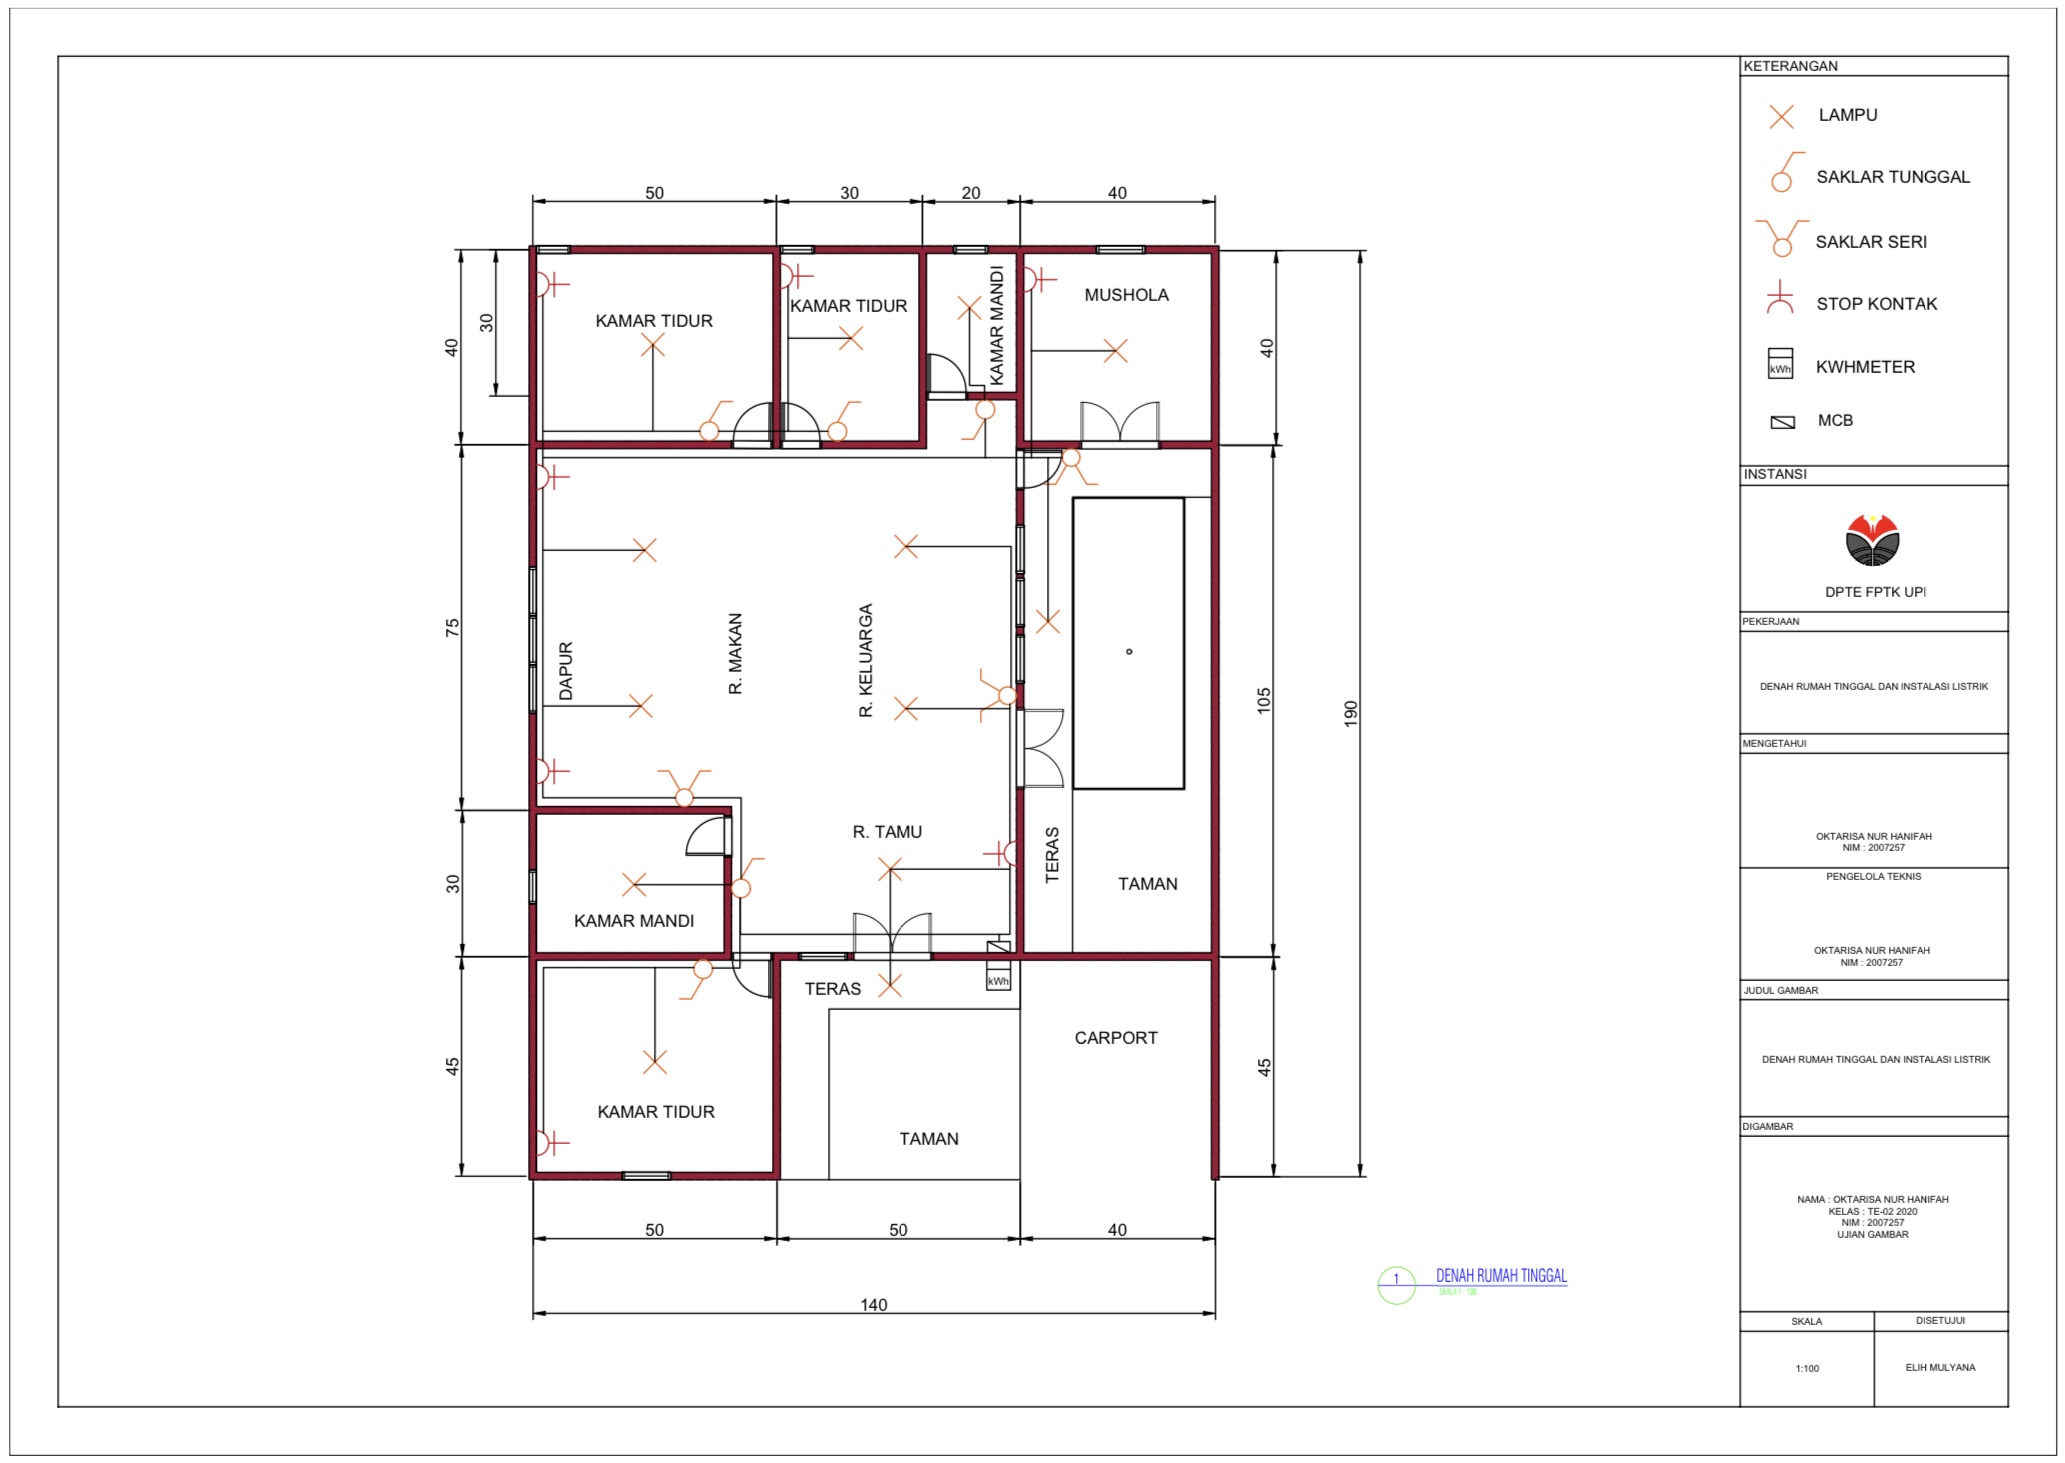 50
30
20
40
40
30
75
30
45
40
105
190
45
KAMAR TIDUR
KAMAR TIDUR
KAMAR MANDI
MUSHOLA
DAPUR
R. MAKAN
R. KELUARGA
R. TAMU
TERAS
TAMAN
KAMAR MANDI
TERAS
kWh
CARPORT
KAMAR TIDUR
TAMAN
50
50
40
140
1
DENAH RUMAH TINGGAL
SKALA 1 : 100
KETERANGAN
LAMPU
SAKLAR TUNGGAL
SAKLAR SERI
STOP KONTAK
kWh
KWHMETER
MCB
INSTANSI
DPTE FPTK UPI
PEKERJAAN
DENAH RUMAH TINGGAL DAN INSTALASI LISTRIK
MENGETAHUI
OKTARISA NUR HANIFAH
NIM : 2007257
PENGELOLA TEKNIS
OKTARISA NUR HANIFAH
NIM : 2007257
JUDUL GAMBAR
DENAH RUMAH TINGGAL DAN INSTALASI LISTRIK
DIGAMBAR
NAMA : OKTARISA NUR HANIFAH
KELAS : TE-02 2020
NIM : 2007257
UJIAN GAMBAR
SKALA
DISETUJUI
1:100
ELIH MULYANA